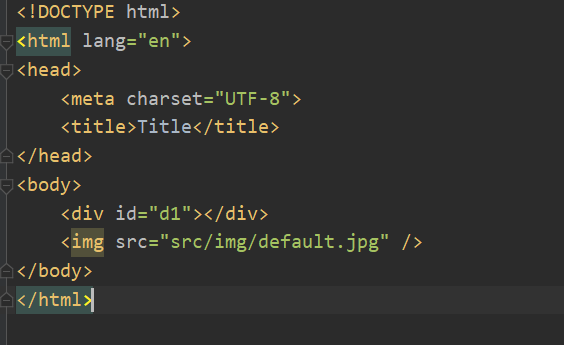 <!DOCTYPE html>
<html lang="en">
<head>
    <meta charset="UTF-8">
    <title>Title</title>
</head>
<body>
    <div id="d1"></div>
    <img src="src/img/default.jpg" />
</body>
</html>